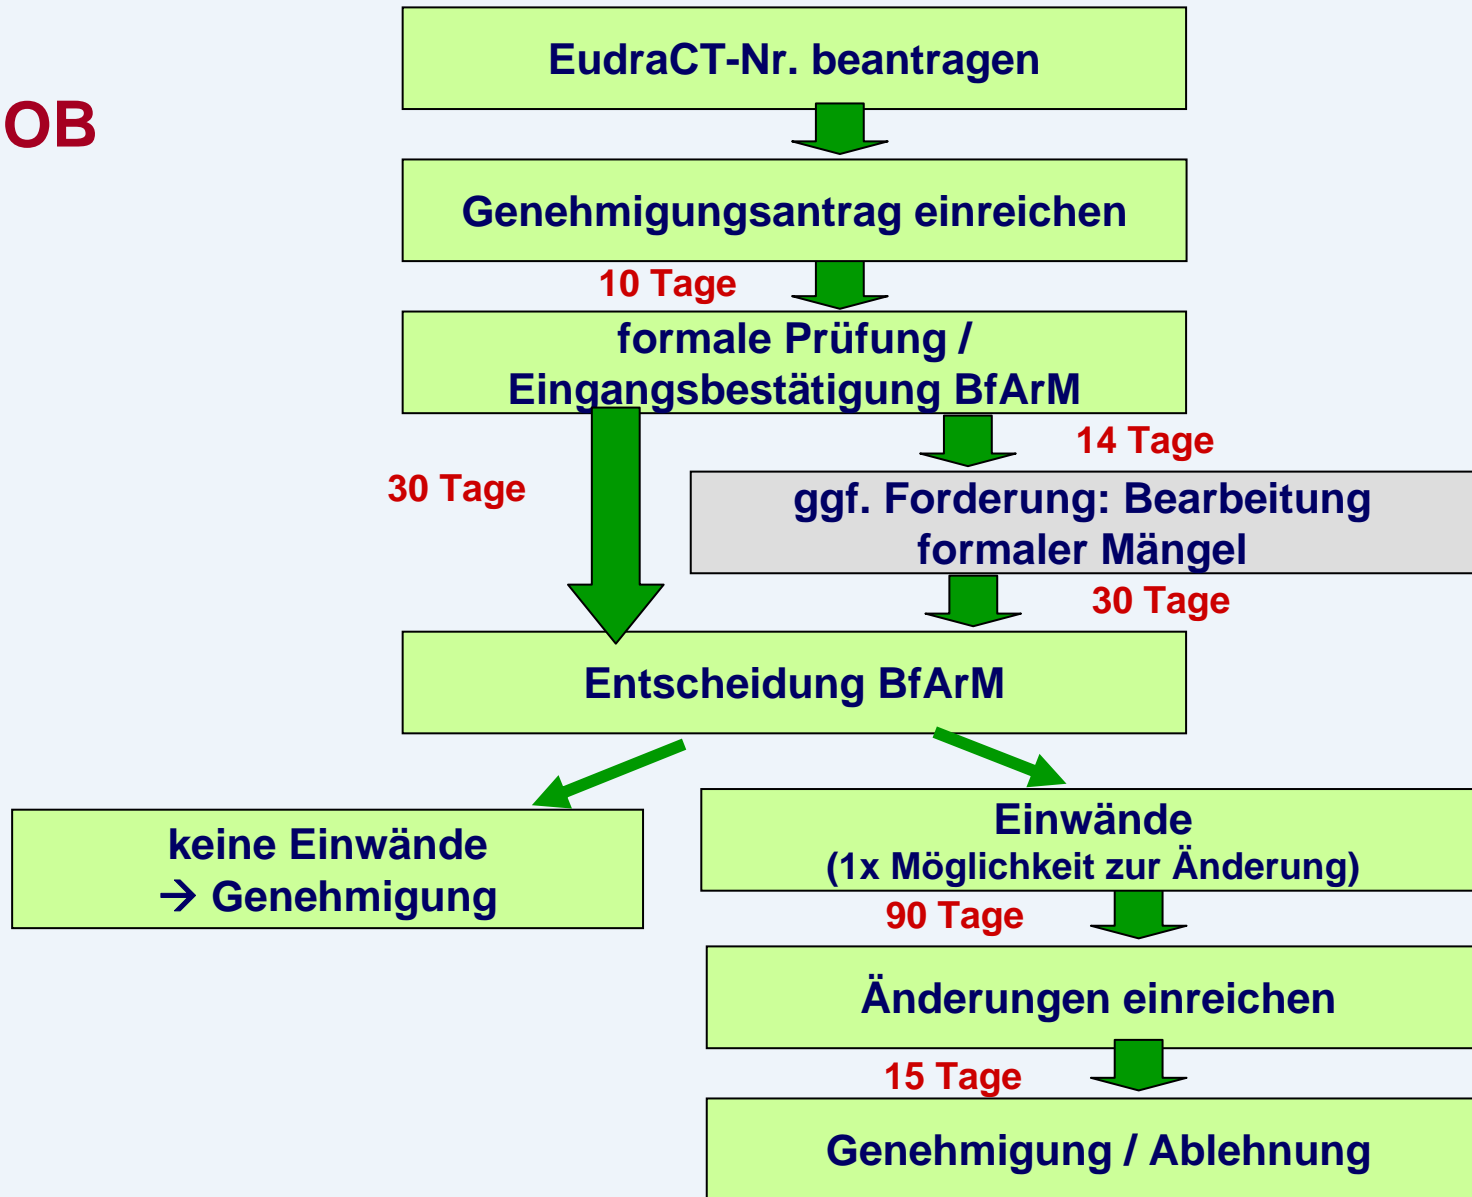 EudraCT-Nr. beantragen
OB
Genehmigungsantrag einreichen
10 Tage
formale Prüfung /
Eingangsbestätigung BfArM
14 Tage
30 Tage
ggf. Forderung: Bearbeitung
formaler Mängel
30 Tage
Entscheidung BfArM
keine Einwände
→ Genehmigung
Einwände
(1x Möglichkeit zur Änderung)
90 Tage
Änderungen einreichen
15 Tage
Genehmigung / Ablehnung